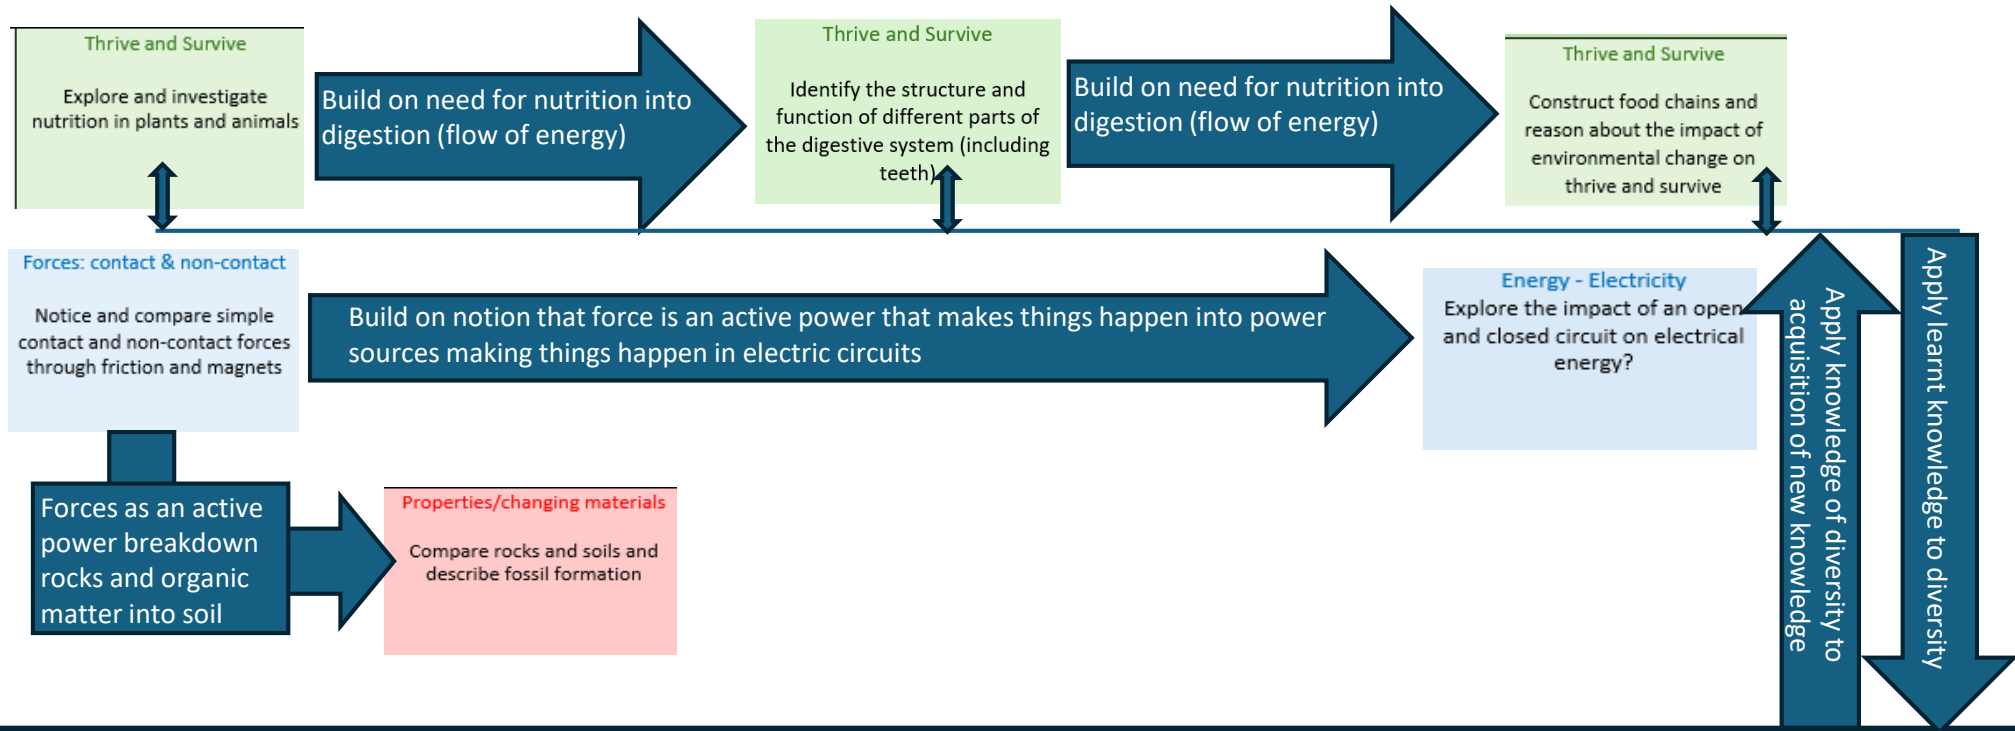 Thrive and Survive
Explore and investigate
nutrition in plants and animals
Build on need for nutrition into
digestion (flow of energy)
Thrive and Survive
Identify the structure and
function of different parts of
the digestive system (including
teeth)
Build on need for nutrition into
digestion (flow of energy)
Thrive and Survive
Construct food chains and
reason about the impact of
environmental change on
thrive and survive
Forces: contact & non-contact
Notice and compare simple
contact and non-contact forces
through friction and magnets
Build on notion that force is an active power that makes things happen into power
sources making things happen in electric circuits
Energy - Electricity
Explore the impact of an open
and closed circuit on electrical
energy?
Apply knowledge of diversity to
acquisition of new knowledge
Apply learnt knowledge to diversity
Forces as an active
power breakdown
rocks and organic
matter into soil
Properties/changing materials
Compare rocks and soils and
describe fossil formation